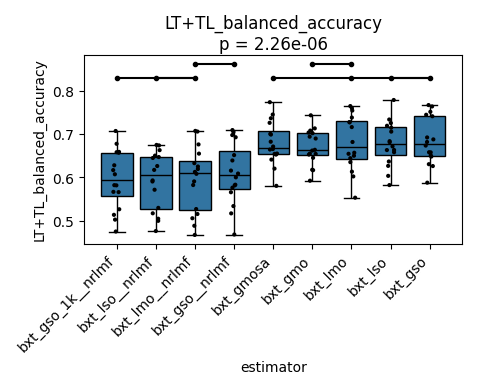 LT+TL_balanced_accuracy
p = 2.26e-06
LT+TL_balanced_accuracy
0.8
0.7
0.6
0.5
bxt_gso_1k__nrlmf
bxt_lso__nrlmf
bxt_lmo__nrlmf
bxt_gso__nrlmf
bxt_gmosa
bxt_gmo
bxt_lmo
bxt_lso
bxt_gso
estimator